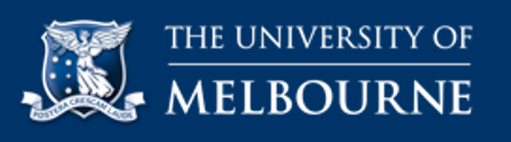 THE UNIVERSITY OF
MELBOURNE
POSTERA CRESCAM LAUDE